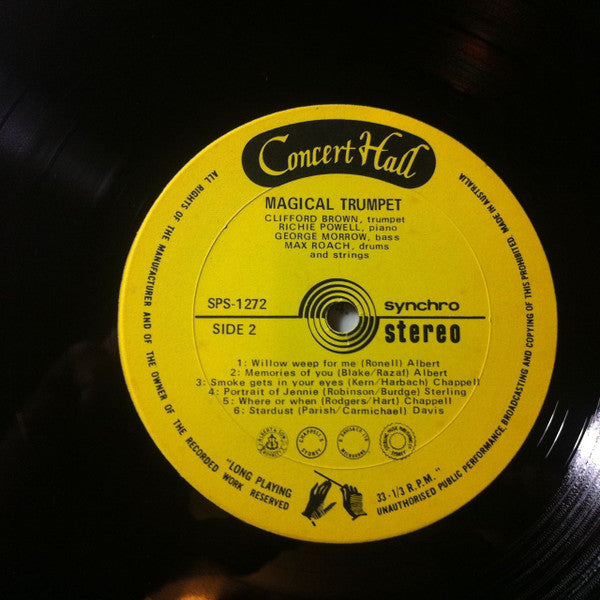 Concert Hall
MAGICAL TRUMPET
CLIFFORD BROWN, trumpet
RICHIE POWELL, piano
GEORGE MORROW, bass
MAX ROACH, drums
and strings
SPS-1272
synchro
SIDE 2
stereo
1: Willow weep for me (Ronell) Albert
2: Memories of you (Blake/Razaf) Albert
3: Smoke gets in your eyes (Kern/Harbach) Chappell
4: Portrait of Jennie (Robinson/Burdge) Sterling
5: Where or when (Rodgers/Hart) Chappell
6: Stardust (Parish/Carmichael) Davis
CHAPPELL & SYDNEY
"LONG PLAYING
33-1/3 R.P.M."
ALL RIGHTS OF THE MANUFACTURER AND OF THE OWNER OF THE RECORDED WORK RESERVED
UNAUTHORISED PUBLIC PERFORMANCE, BROADCASTING AND COPYING OF THIS PROHIBITED. MADE IN AUSTRALIA